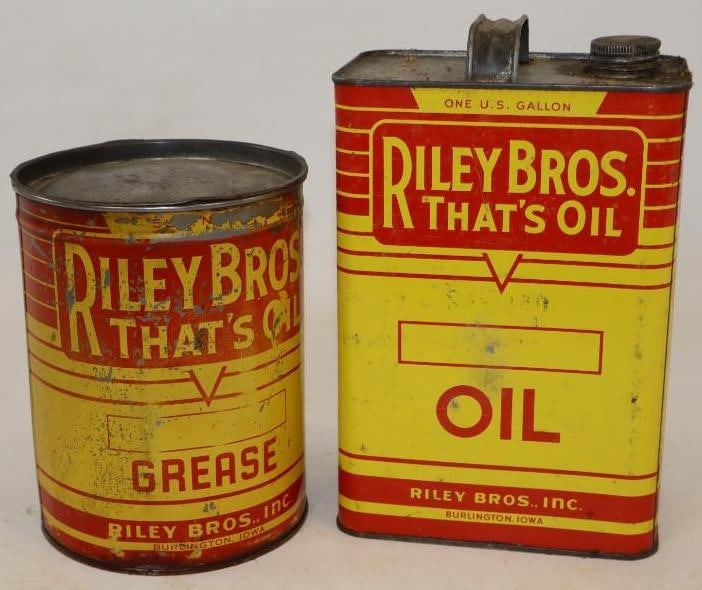 RILEY BROS.
THAT'S OIL
GREASE
RILEY BROS., INC.
BURLINGTON, IOWA
ONE U.S. GALLON
RILEY BROS.
THAT'S OIL
OIL
RILEY BROS., INC.
BURLINGTON, IOWA